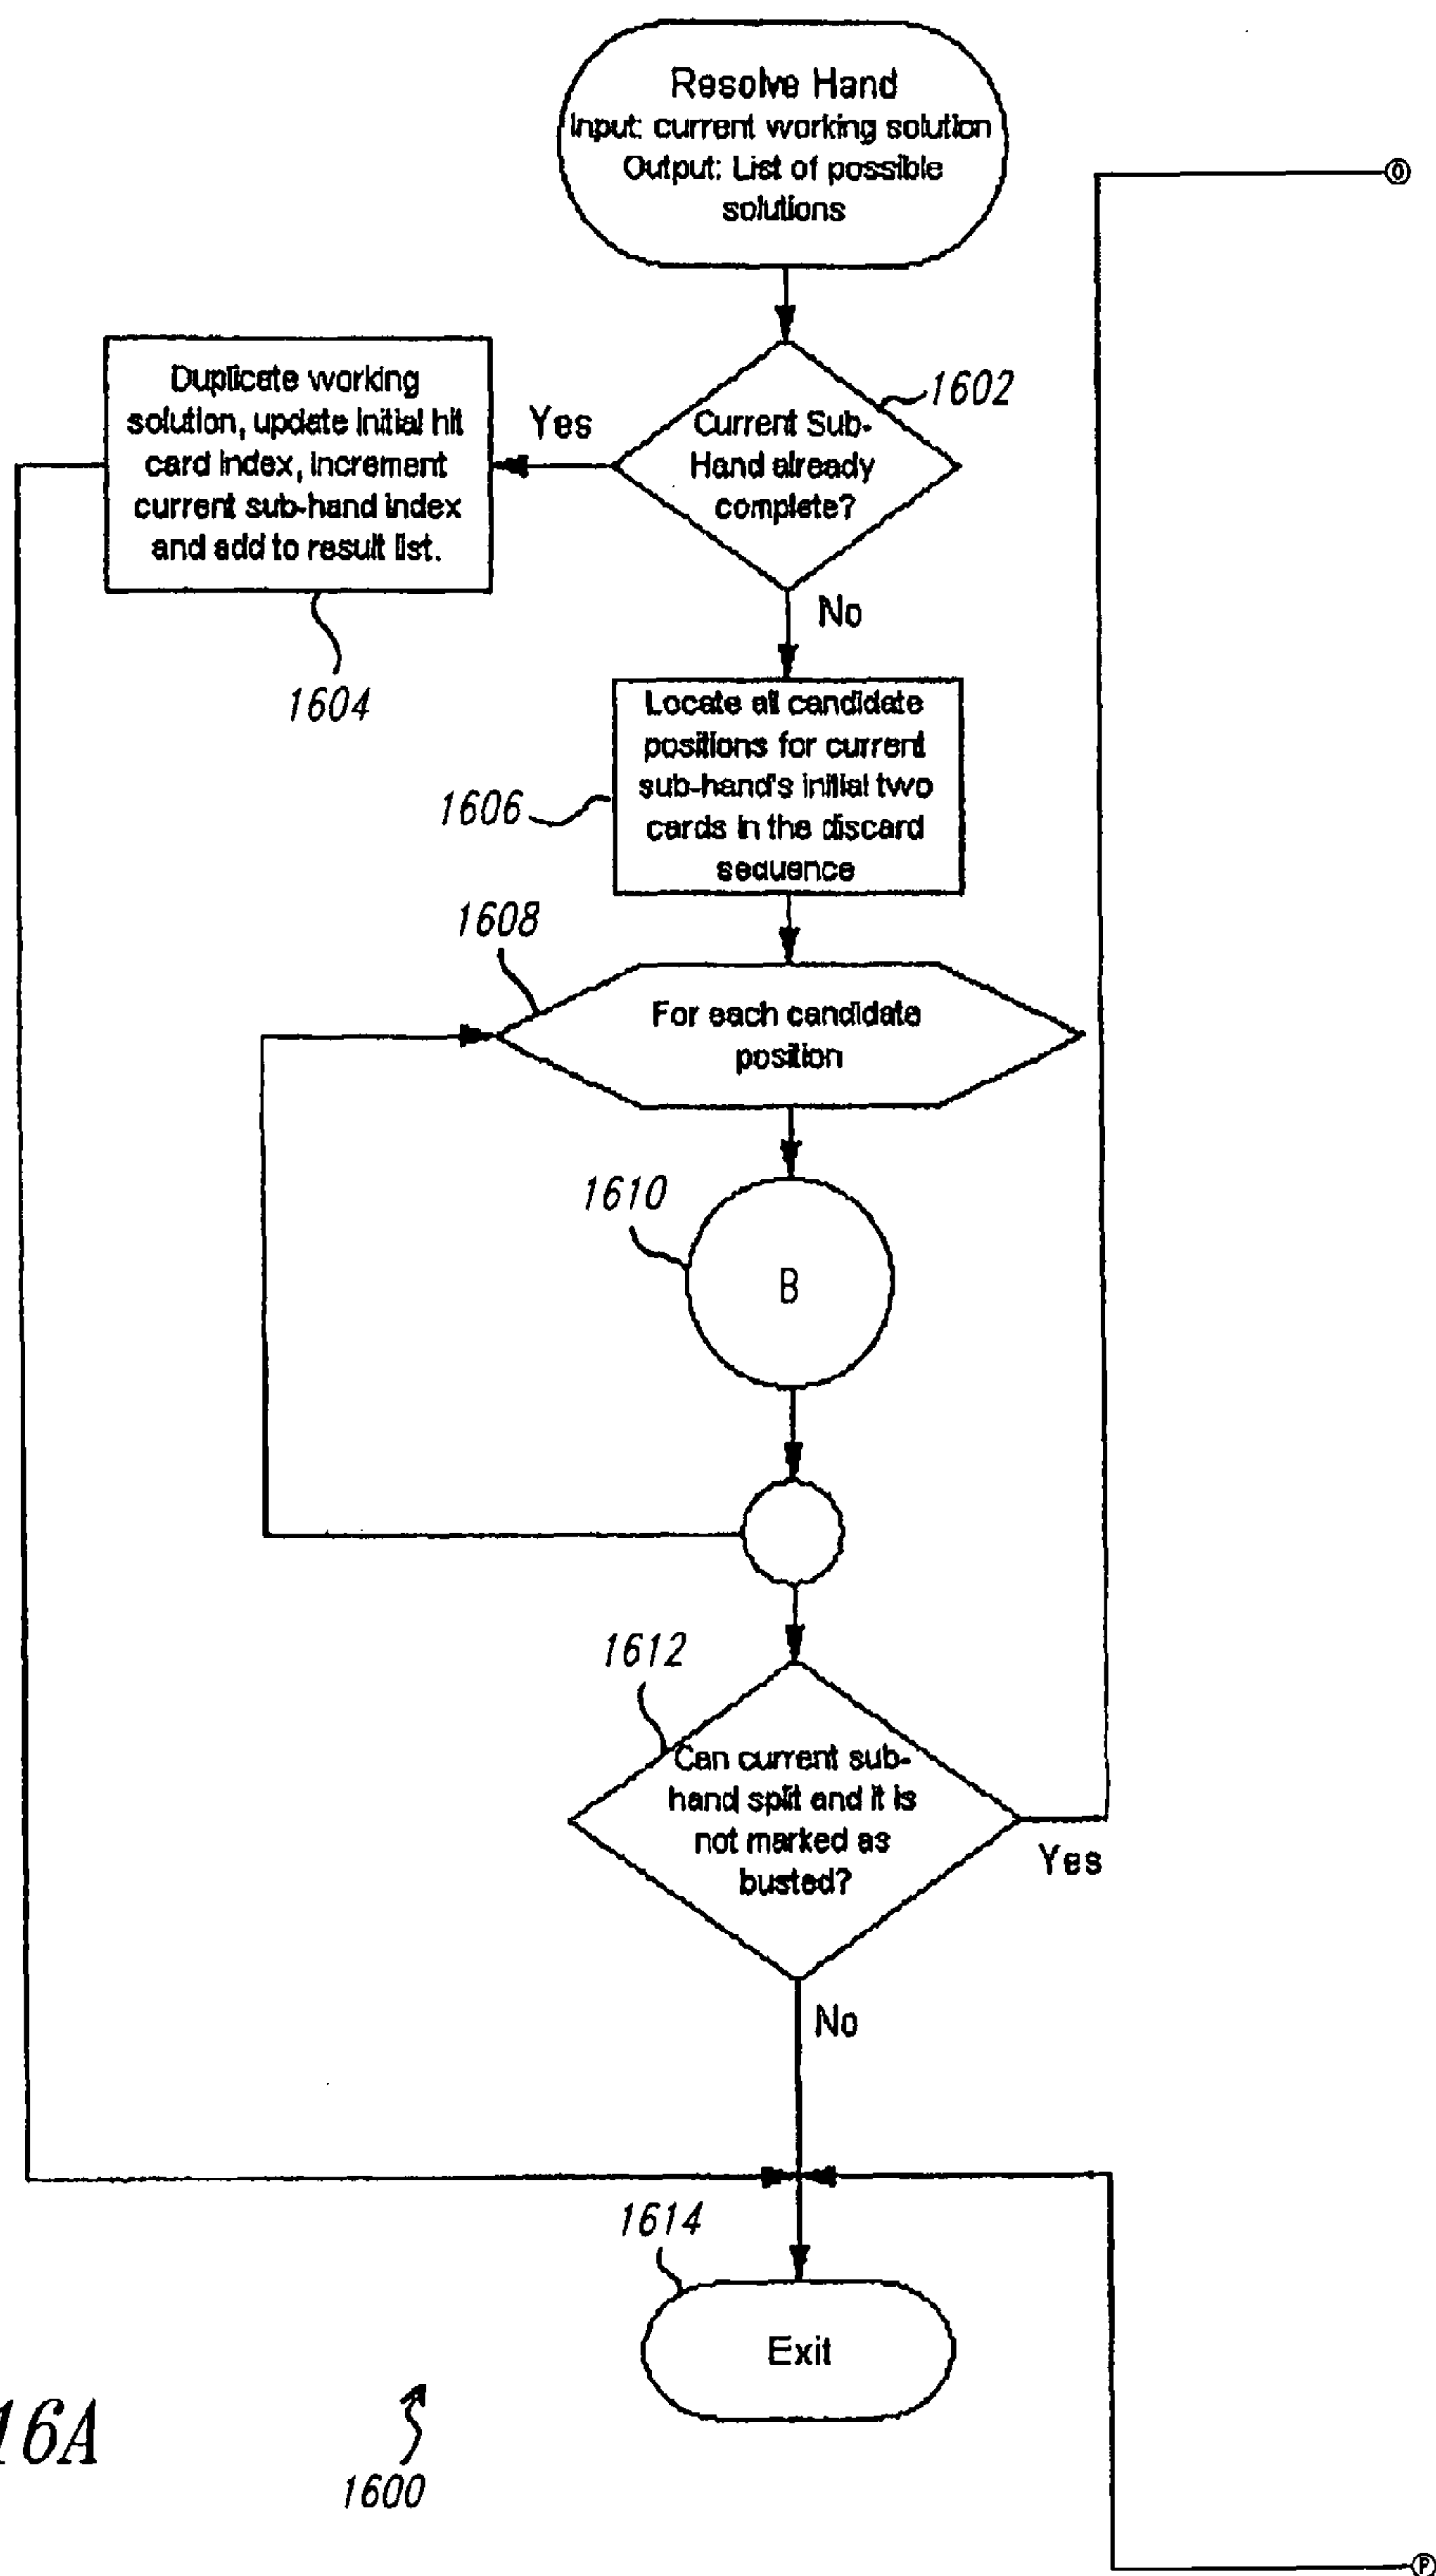 Resolve Hand
Input: current working solution
Output: List of possible
solutions
O
1602
Current Sub-
Hand already
complete?
Yes
Duplicate working
solution, update initial hit
card index, increment
current sub-hand index
and add to result list.
1604
No
Locate all candidate
positions for current
sub-hand's initial two
cards in the discard
sequence
1606
1608
For each candidate
position
1610
B
1612
Can current sub-
hand split and it is
not marked as
busted?
Yes
No
1614
Exit
16A
1600
P